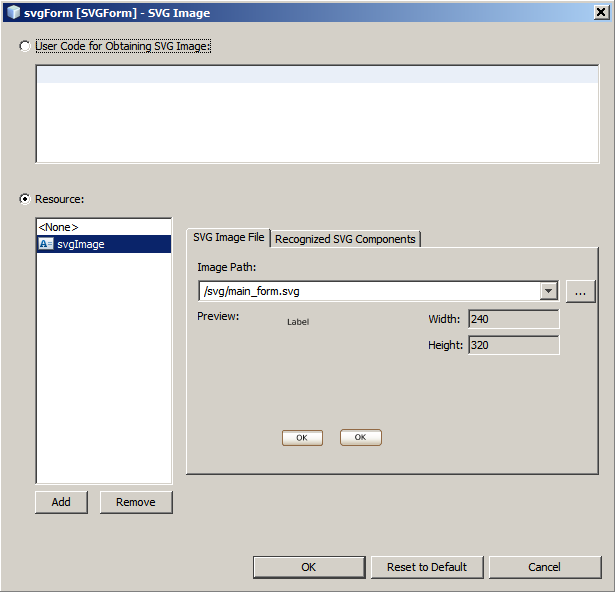 svgForm [SVGForm] - SVG Image
User Code for Obtaining SVG Image:
Resource:
<None>
svgImage
SVG Image File
Recognized SVG Components
Image Path:
/svg/main_form.svg
...
Preview:
Label
Width:
240
Height:
320
OK
OK
Add
Remove
OK
Reset to Default
Cancel